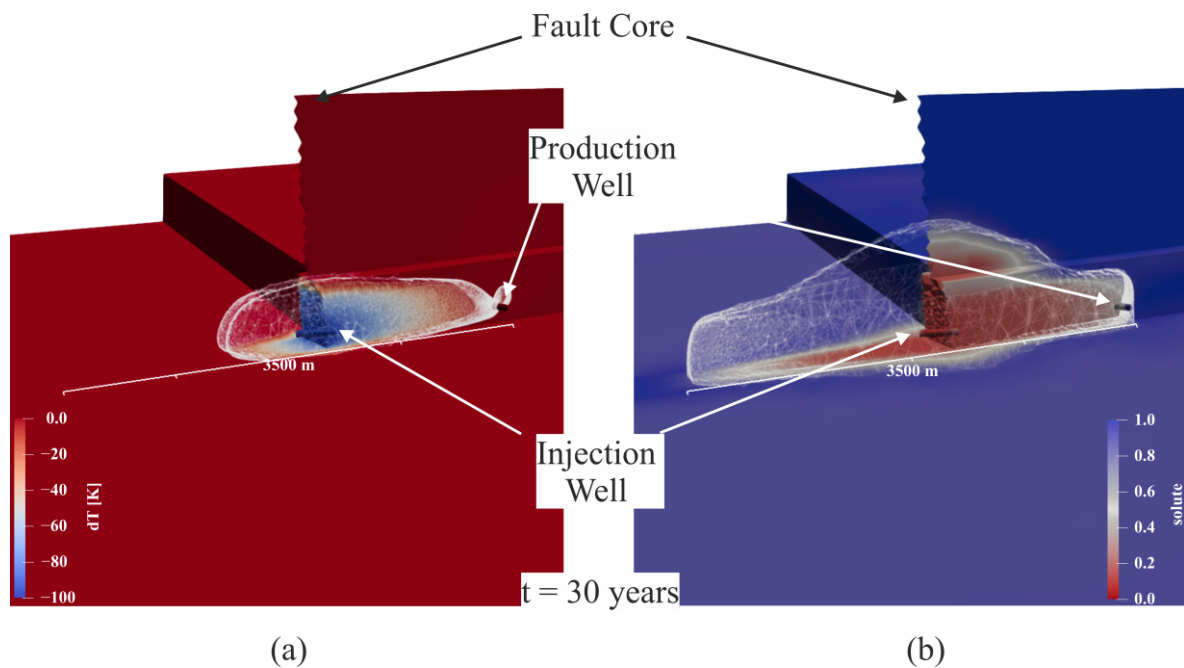 Fault Core
Production
Well
3500 m
3500 m
0.0
−20
−40
−60
−80
−100
dT [K]
Injection
Well
1.0
0.8
0.6
0.4
0.2
0.0
solute
t = 30 years
(a)
(b)